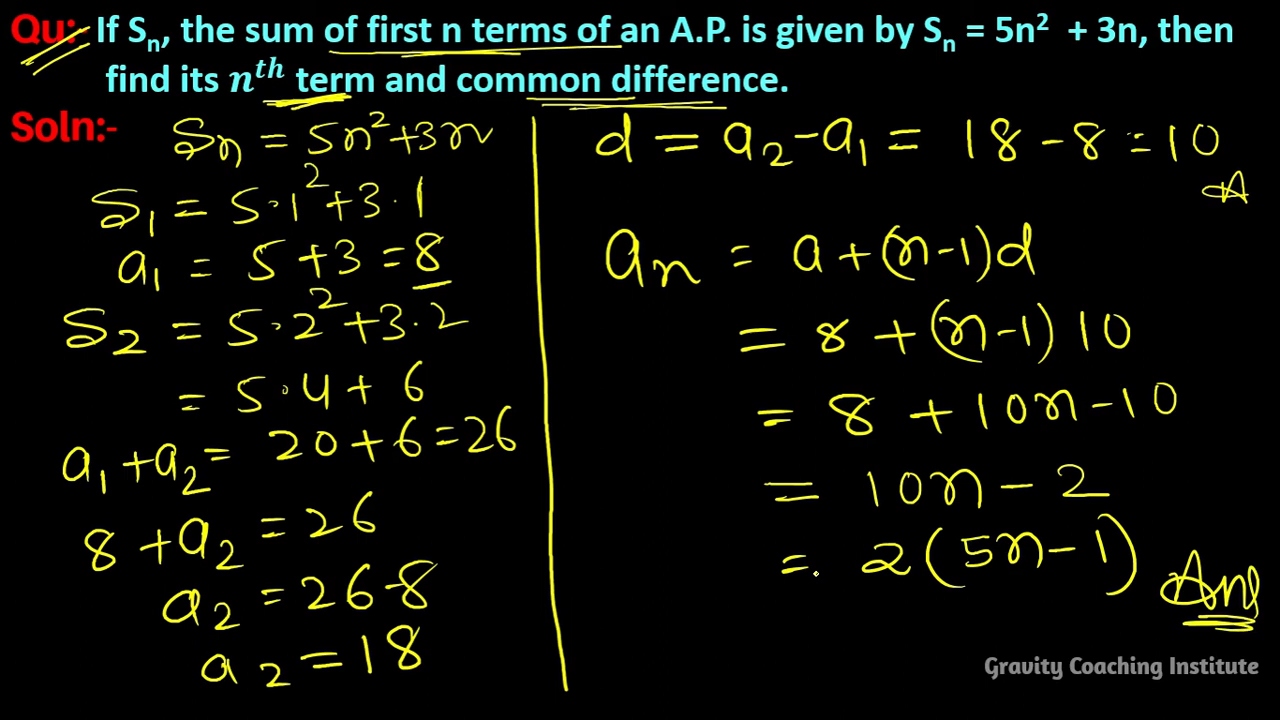 Qu:- If Sₙ, the sum of first n terms of an A.P. is given by Sₙ = 5n² + 3n, then
find its nᵗʰ term and common difference.
Soln:-
Sₙ = 5n²+3n
S₁ = 5·1²+3·1
a₁ = 5+3=8
S₂ = 5·2²+3·2
= 5·4+6
a₁+a₂= 20+6=26
8+a₂=26
a₂=26-8
a₂=18
d = a₂-a₁ = 18-8=10
A
aₙ = a+(n-1)d
= 8+(n-1)10
= 8+10n-10
= 10n-2
= 2(5n-1)
Ans
Gravity Coaching Institute